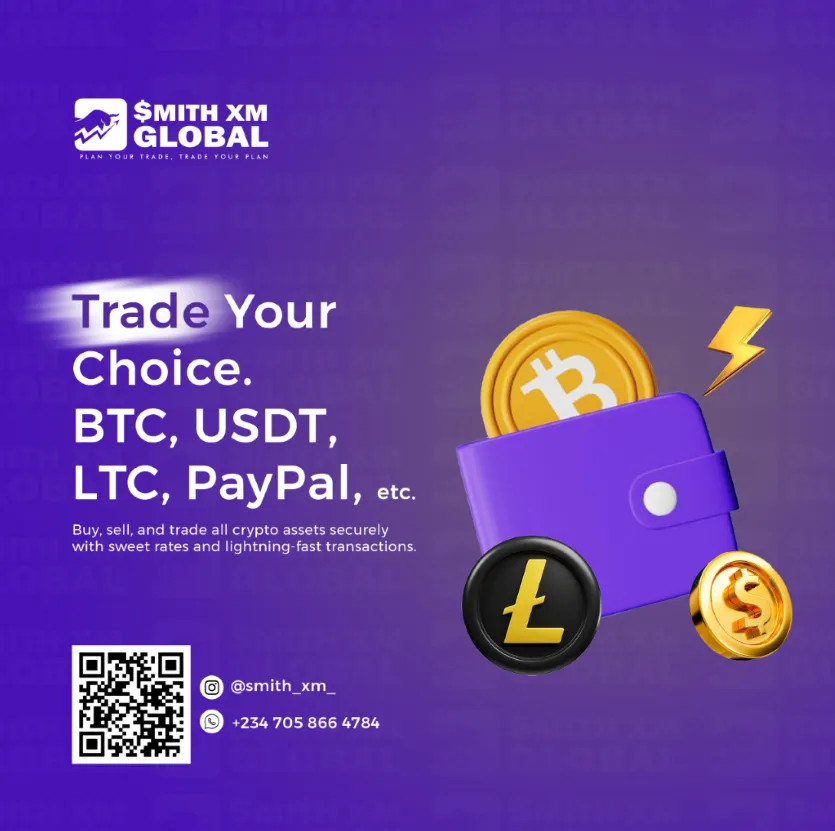 $MITH XM
GLOBAL
PLAN YOUR TRADE, TRADE YOUR PLAN
Trade Your
Choice.
BTC, USDT,
LTC, PayPal, etc.
Buy, sell, and trade all crypto assets securely
with sweet rates and lightning-fast transactions.
@smith_xm_
+234 705 866 4784